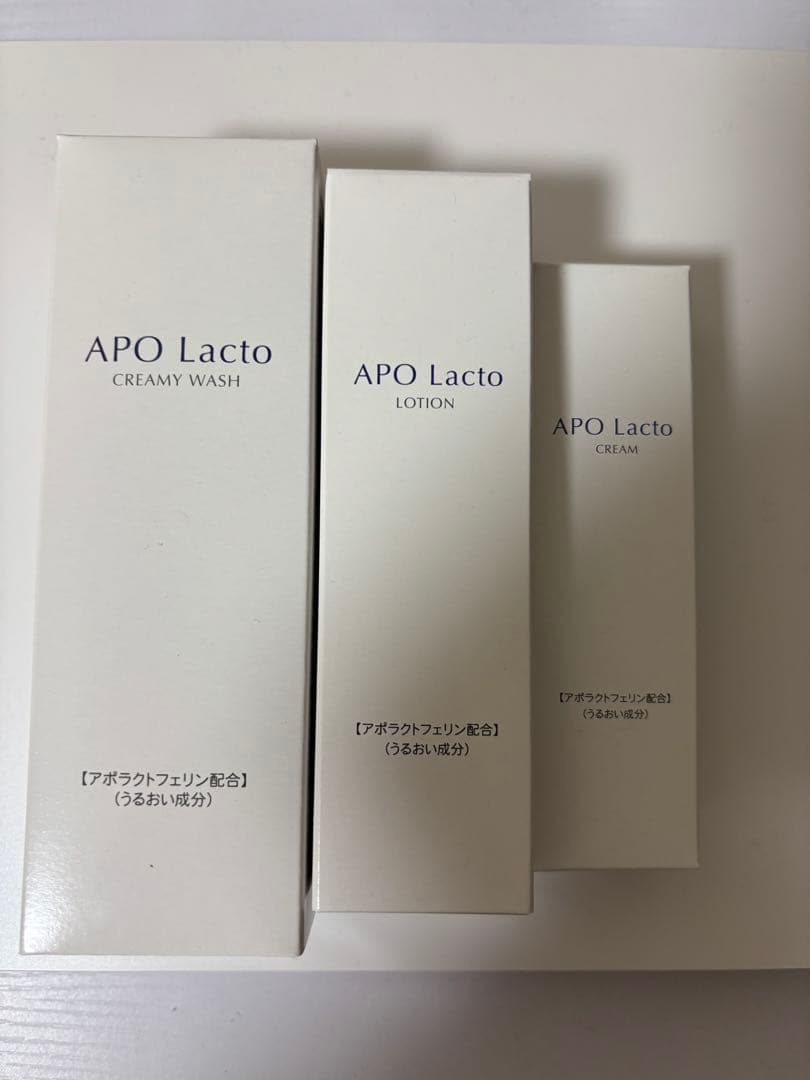 APO Lacto
CREAMY WASH
【アポラクトフェリン配合】
(うるおい成分)
APO Lacto
LOTION
【アポラクトフェリン配合】
(うるおい成分)
APO Lacto
CREAM
【アポラクトフェリン配合】
(うるおい成分)